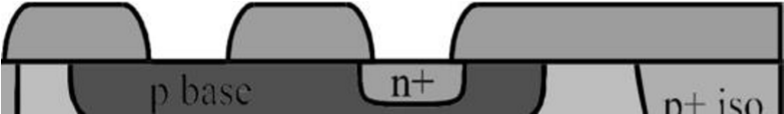 p base
n+
p+ iso